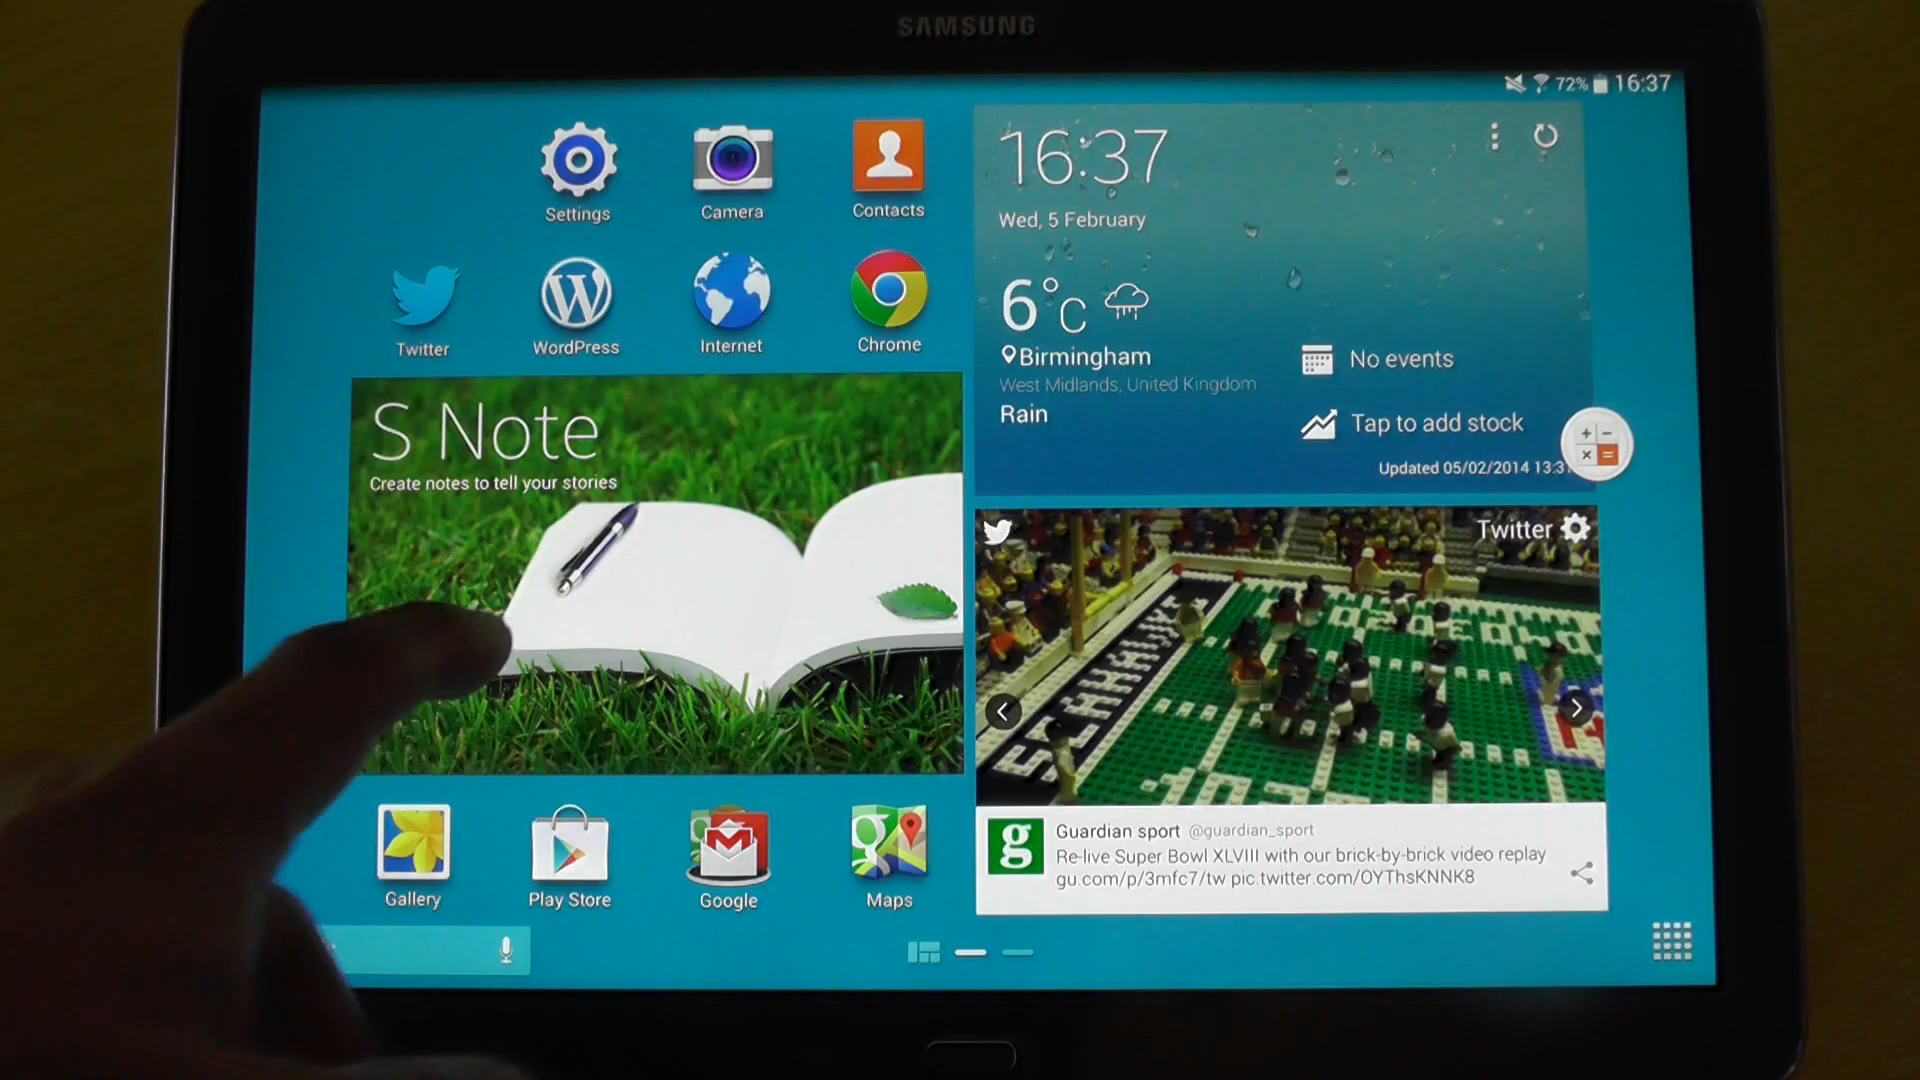 SAMSUNG
72% 16:37
Settings
Camera
Contacts
Twitter
WordPress
Internet
Chrome
16:37
Wed, 5 February
6°C
Birmingham
West Midlands, United Kingdom
Rain
No events
Tap to add stock
Updated 05/02/2014 13:31
S Note
Create notes to tell your stories
Twitter
g
Guardian sport @guardian_sport
Re-live Super Bowl XLVIII with our brick-by-brick video replay
gu.com/p/3mfc7/tw pic.twitter.com/OYThsKNNK8
Gallery
Play Store
Google
Maps